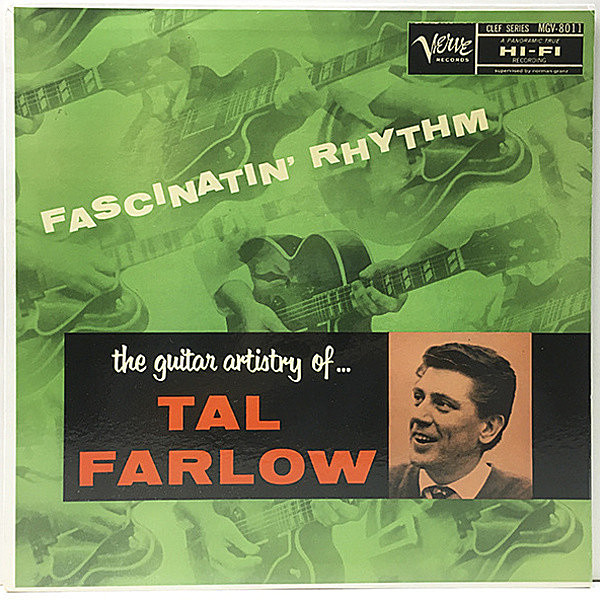 Verve
RECORDS
CLEF SERIES MGV-8011
A PANORAMIC TRUE
HI-FI
RECORDING
supervised by norman granz
FASCINATIN' RHYTHM
the guitar artistry of...
TAL
FARLOW